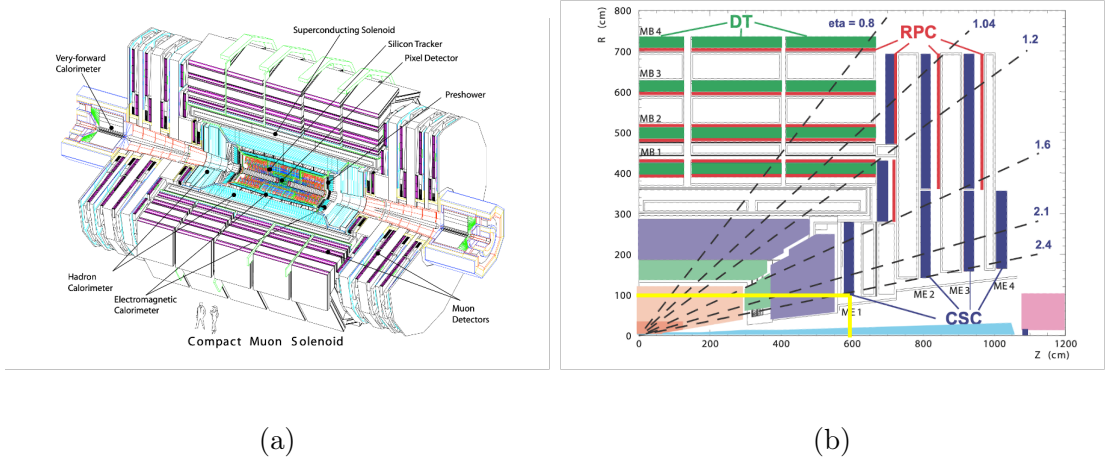 Superconducting Solenoid
Silicon Tracker
Pixel Detector
Very-forward
Calorimeter
Preshower
Hadron
Calorimeter
Electromagnetic
Calorimeter
Muon
Detectors
Compact Muon Solenoid
(a)
R (cm)
800
700
600
500
400
300
200
100
0
MB 4
MB 3
MB 2
MB 1
DT
eta = 0.8
1.04
RPC
1.2
1.6
2.1
2.4
ME 1
ME 2
ME 3
ME 4
CSC
0
200
400
600
800
1000
1200
Z (cm)
(b)